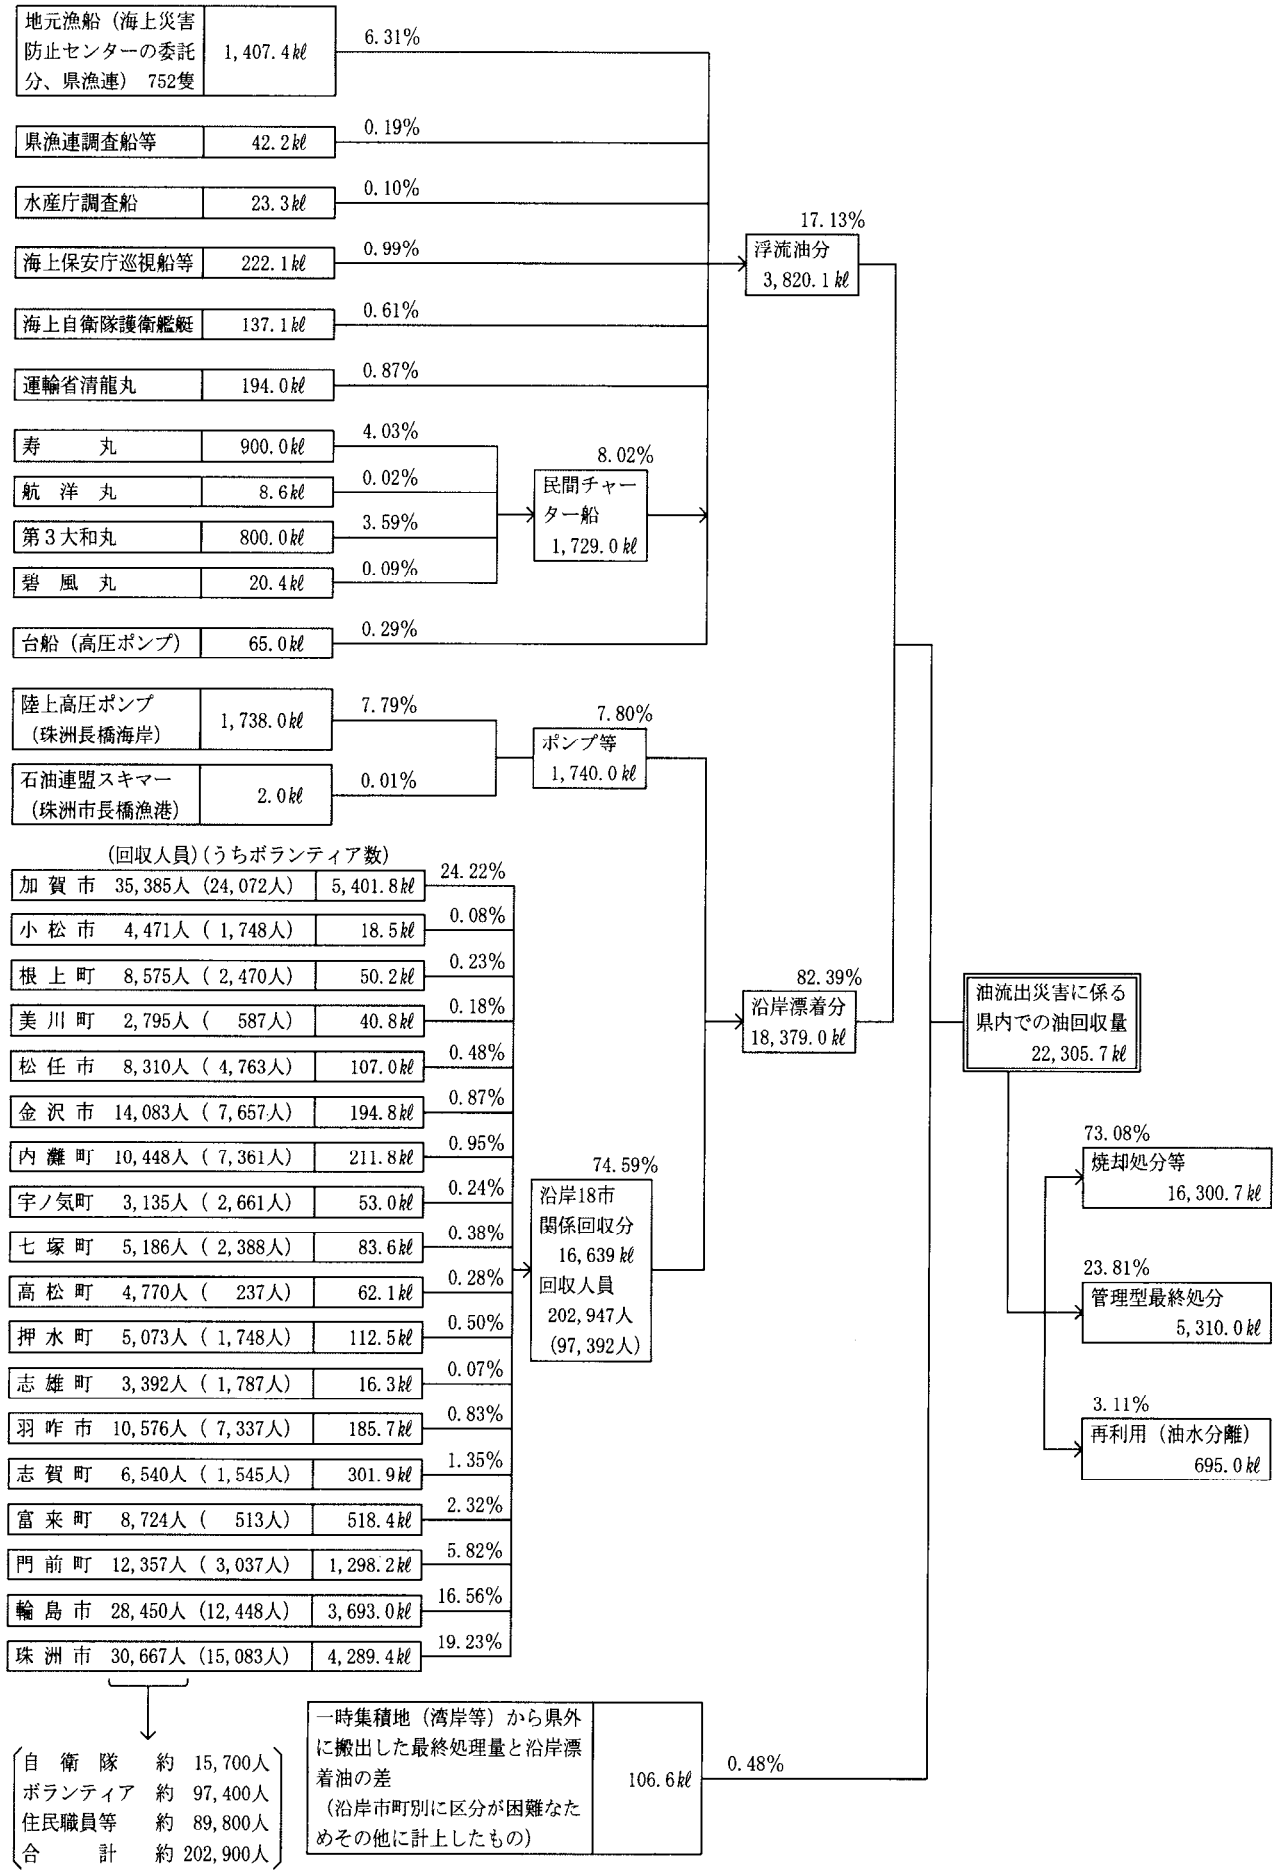 地元漁船（海上災害
防止センターの委託
分、県漁連） 752隻
1,407.4㎘
6.31%
県漁連調査船等 42.2㎘ 0.19%
水産庁調査船 23.3㎘ 0.10%
海上保安庁巡視船等 222.1㎘ 0.99%
海上自衛隊護衛艦艇 137.1㎘ 0.61%
運輸省清龍丸 194.0㎘ 0.87%
寿丸 900.0㎘ 4.03%
航洋丸 8.6㎘ 0.02%
第3大和丸 800.0㎘ 3.59%
碧風丸 20.4㎘ 0.09%
8.02%
民間チャー
ター船
1,729.0㎘
台船（高圧ポンプ） 65.0㎘ 0.29%
17.13%
浮流油分
3,820.1㎘
陸上高圧ポンプ
（珠洲長橋海岸）
1,738.0㎘
7.79%
石油連盟スキマー
（珠洲市長橋漁港）
2.0㎘
0.01%
7.80%
ポンプ等
1,740.0㎘
(回収人員)(うちボランティア数)
加賀市 35,385人 (24,072人) 5,401.8㎘ 24.22%
小松市 4,471人 ( 1,748人) 18.5㎘ 0.08%
根上町 8,575人 ( 2,470人) 50.2㎘ 0.23%
美川町 2,795人 ( 587人) 40.8㎘ 0.18%
松任市 8,310人 ( 4,763人) 107.0㎘ 0.48%
金沢市 14,083人 ( 7,657人) 194.8㎘ 0.87%
内灘町 10,448人 ( 7,361人) 211.8㎘ 0.95%
宇ノ気町 3,135人 ( 2,661人) 53.0㎘ 0.24%
七塚町 5,186人 ( 2,388人) 83.6㎘ 0.38%
高松町 4,770人 ( 237人) 62.1㎘ 0.28%
押水町 5,073人 ( 1,748人) 112.5㎘ 0.50%
志雄町 3,392人 ( 1,787人) 16.3㎘ 0.07%
羽咋市 10,576人 ( 7,337人) 185.7㎘ 0.83%
志賀町 6,540人 ( 1,545人) 301.9㎘ 1.35%
富来町 8,724人 ( 513人) 518.4㎘ 2.32%
門前町 12,357人 ( 3,037人) 1,298.2㎘ 5.82%
輪島市 28,450人 (12,448人) 3,693.0㎘ 16.56%
珠洲市 30,667人 (15,083人) 4,289.4㎘ 19.23%
74.59%
沿岸18市
関係回収分
16,639㎘
回収人員
202,947人
(97,392人)
82.39%
沿岸漂着分
18,379.0㎘
油流出災害に係る
県内での油回収量
22,305.7㎘
73.08%
焼却処分等
16,300.7㎘
23.81%
管理型最終処分
5,310.0㎘
3.11%
再利用（油水分離）
695.0㎘
自衛隊 約 15,700人
ボランティア 約 97,400人
住民職員等 約 89,800人
合計 約 202,900人
一時集積地（湾岸等）から県外
に搬出した最終処理量と沿岸漂
着油の差
（沿岸市町別に区分が困難なた
めその他に計上したもの）
106.6㎘
0.48%